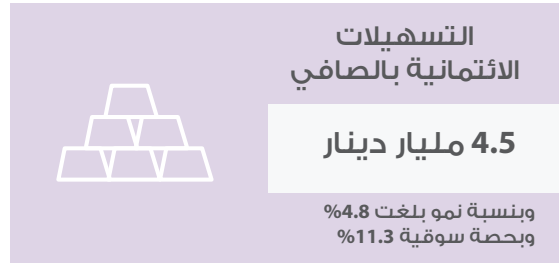 التسهيلات
الائتمانية بالصافي
4.5 مليار دينار
وبنسبة نمو بلغت 4.8%
وبحصة سوقية 11.3%